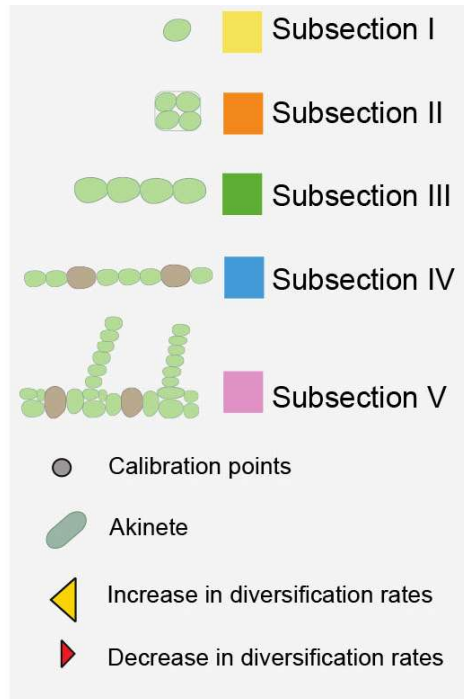 Subsection I
Subsection II
Subsection III
Subsection IV
Subsection V
Calibration points
Akinete
Increase in diversification rates
Decrease in diversification rates